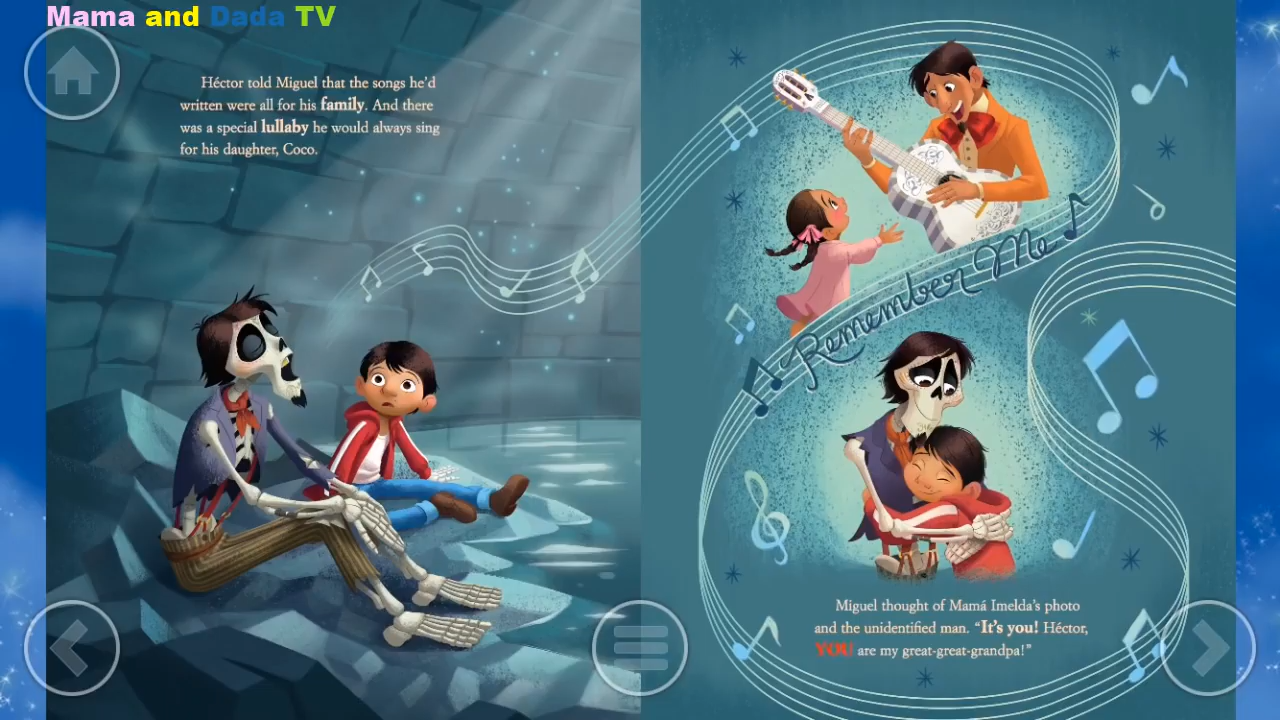 Mama and Dada TV
Héctor told Miguel that the songs he'd
written were all for his family. And there
was a special lullaby he would always sing
for his daughter, Coco.
Remember Me
Miguel thought of Mamá Imelda's photo
and the unidentified man. "It's you! Héctor,
YOU are my great-great-grandpa!"